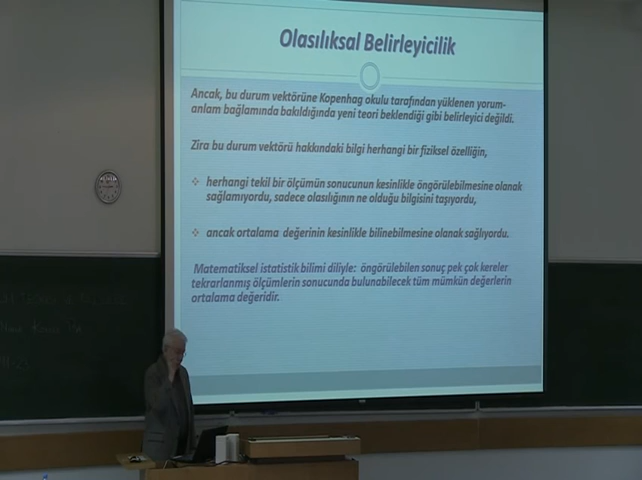 Olasılıksal Belirleyicilik
Ancak, bu durum vektörüne Kopenhag okulu tarafından yüklenen yorum-
anlam bağlamında bakıldığında yeni teori beklendiği gibi belirleyici değildi.
Zira bu durum vektörü hakkındaki bilgi herhangi bir fiziksel özelliğin,
herhangi tekil bir ölçümün sonucunun kesinlikle öngörülebilmesine olanak
sağlamıyordu, sadece olasılığının ne olduğu bilgisini taşıyordu,
ancak ortalama değerinin kesinlikle bilinebilmesine olanak sağlıyordu.
Matematiksel istatistik bilimi diliyle: öngörülebilen sonuç pek çok kereler
tekrarlanmış ölçümlerin sonucunda bulunabilecek tüm mümkün değerlerin
ortalama değeridir.